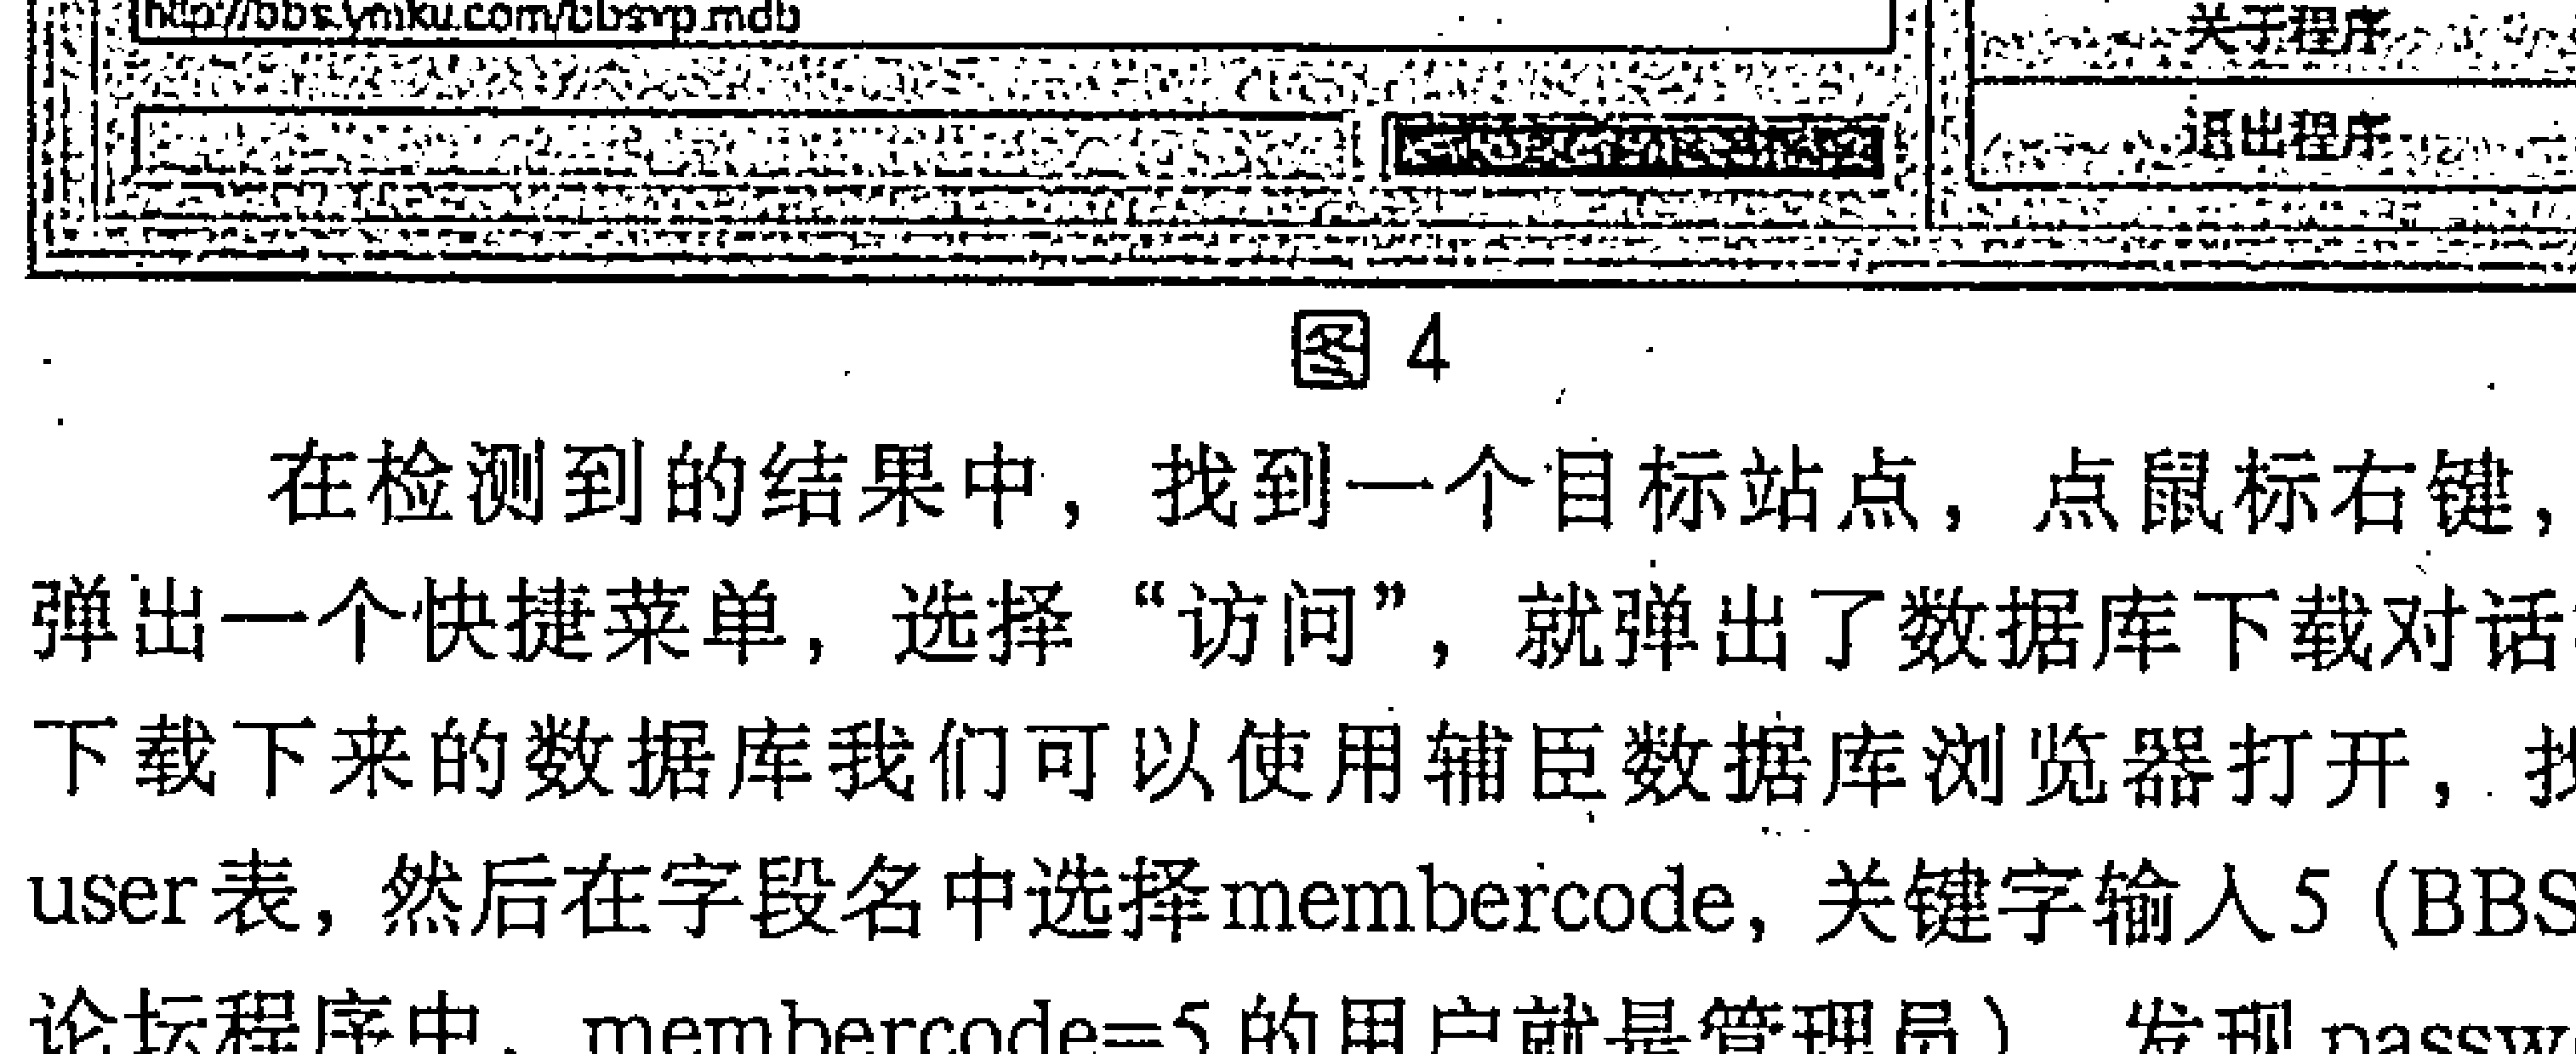 关于程序
退出程序
图 4
在检测到的结果中，找到一个目标站点，点鼠标右键，
弹出一个快捷菜单，选择“访问”，就弹出了数据库下载对话
下载下来的数据库我们可以使用辅臣数据库浏览器打开，找
user表，然后在字段名中选择membercode，关键字输入5（BBS
论坛程序中，membercode=5的用户就是管理员），发现passw